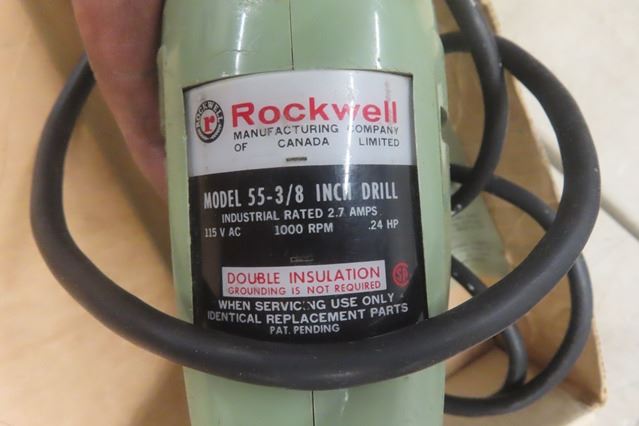 ROCKWELL
r
Rockwell
MANUFACTURING COMPANY
OF CANADA LIMITED
MODEL 55-3/8 INCH DRILL
INDUSTRIAL RATED 2.7 AMPS
115 V AC 1000 RPM .24 HP
DOUBLE INSULATION
GROUNDING IS NOT REQUIRED
WHEN SERVICING USE ONLY
IDENTICAL REPLACEMENT PARTS
PAT. PENDING